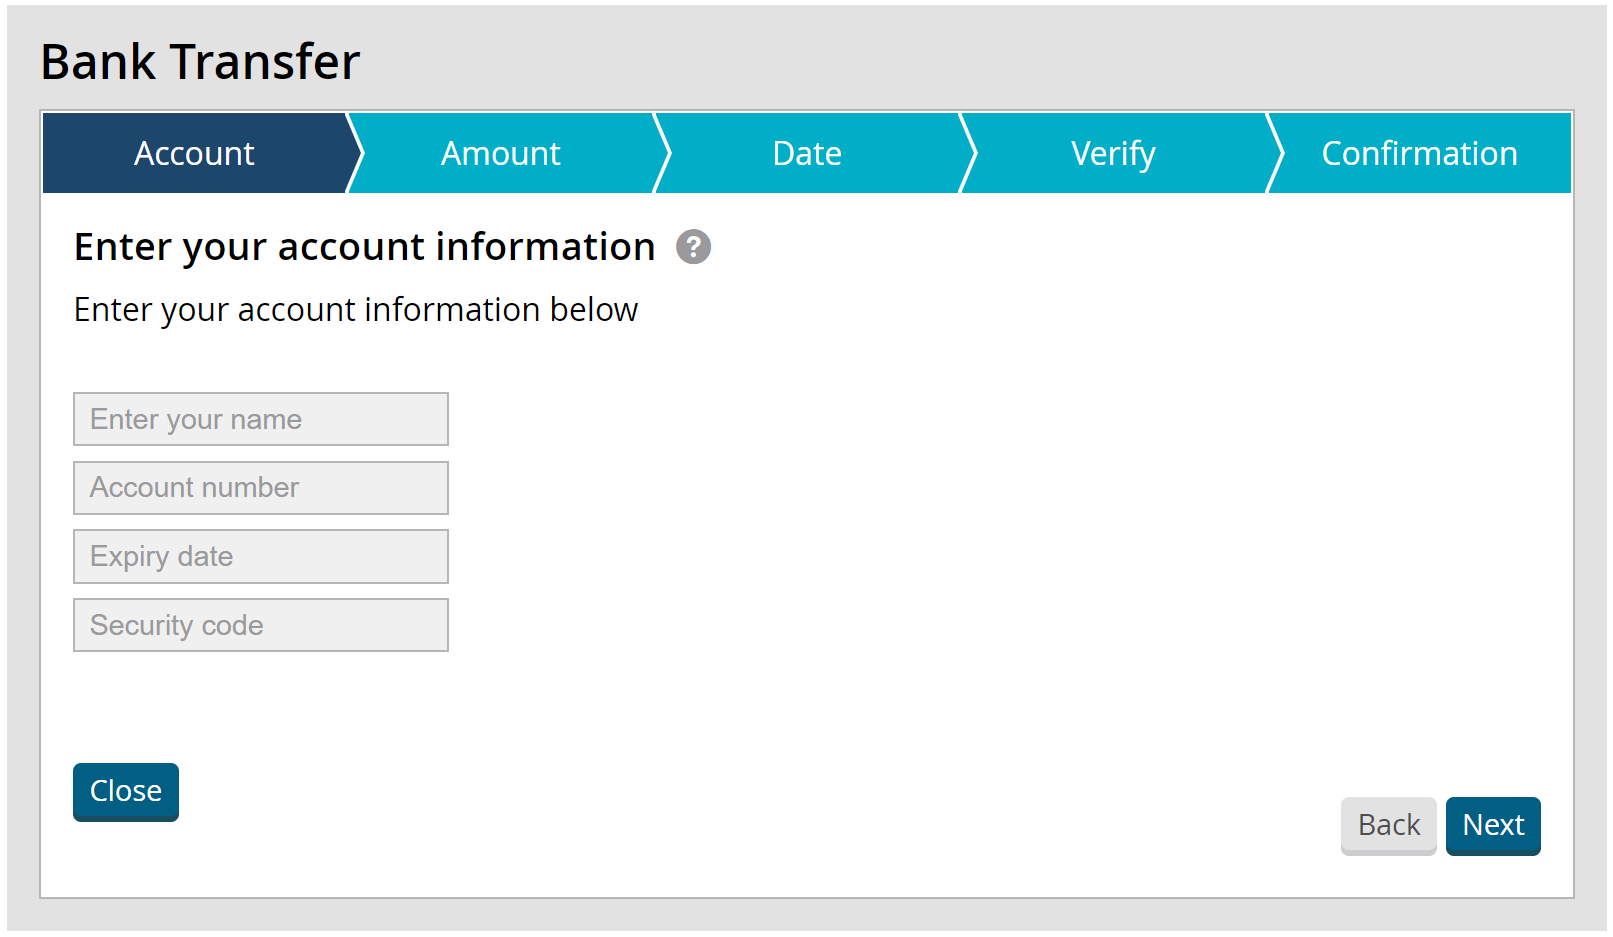 Bank Transfer
Account
Amount
Date
Verify
Confirmation
Enter your account information ?
Enter your account information below
Enter your name
Account number
Expiry date
Security code
Close
Back
Next